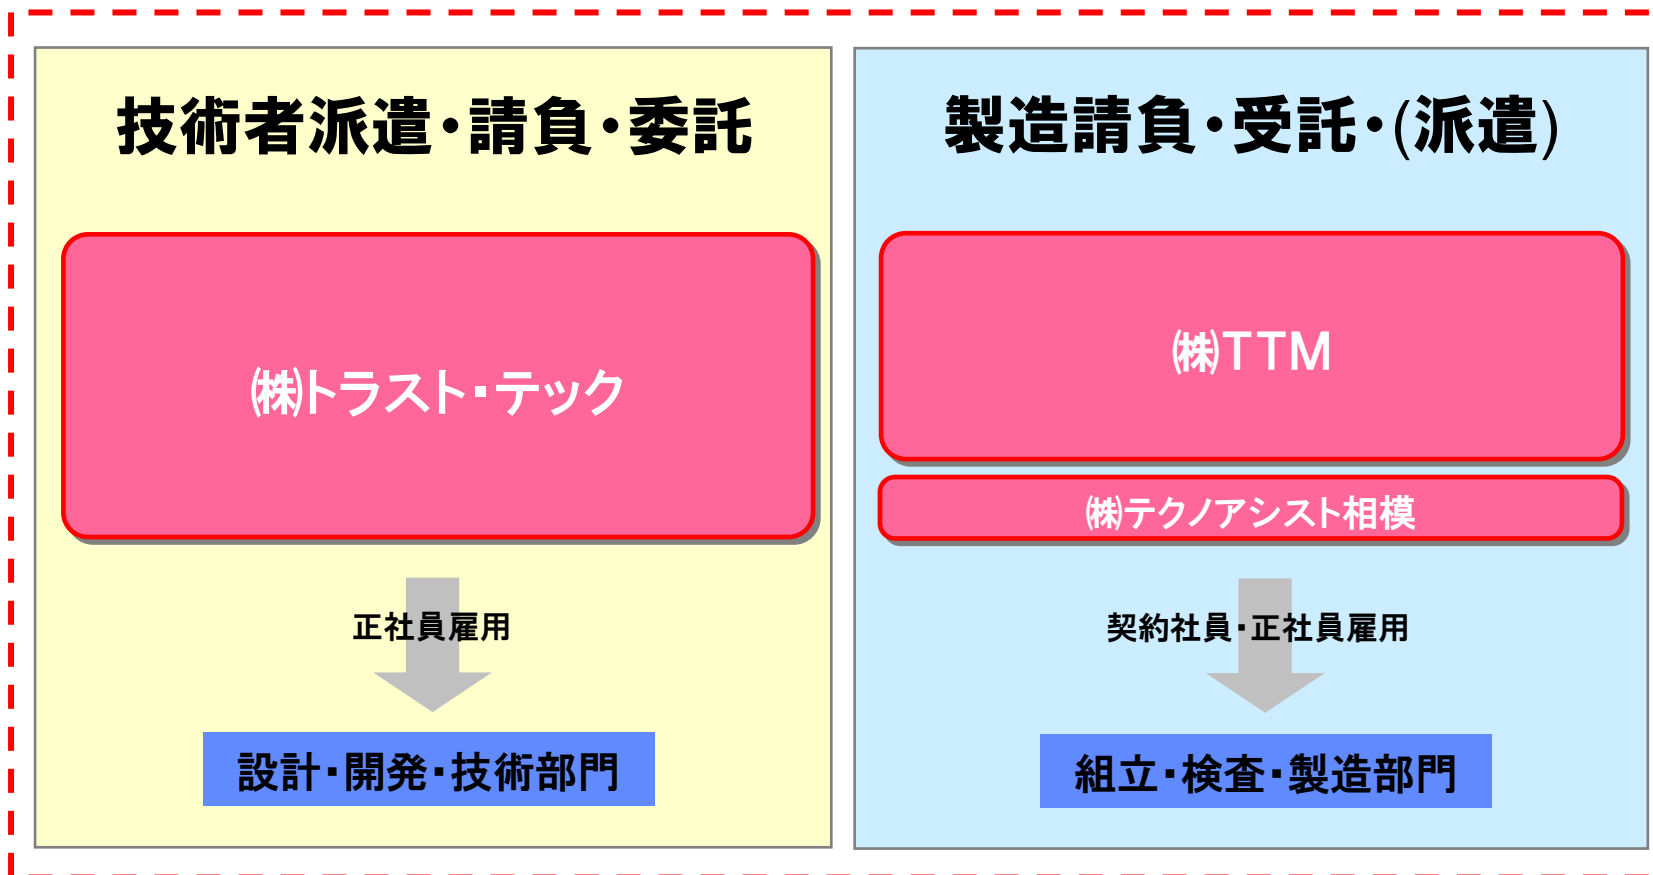 技術者派遣・請負・委託
㈱トラスト・テック
正社員雇用
設計・開発・技術部門
製造請負・受託・(派遣)
㈱TTM
㈱テクノアシスト相模
契約社員・正社員雇用
組立・検査・製造部門